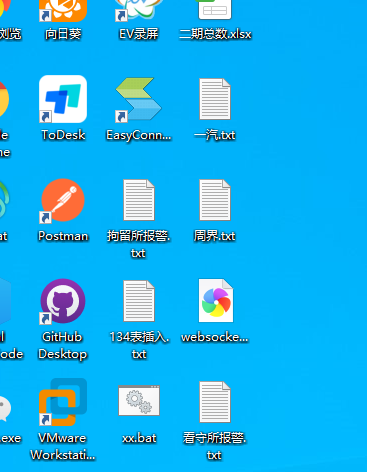 浏览
向日葵
EV录屏
二期总数.xlsx
e
ne
ToDesk
EasyConn...
一汽.txt
at
Postman
拘留所报警.
txt
周界.txt
l
ode
GitHub
Desktop
134表插入.
txt
websocke...
.exe
VMware
Workstati...
xx.bat
看守所报警.
txt